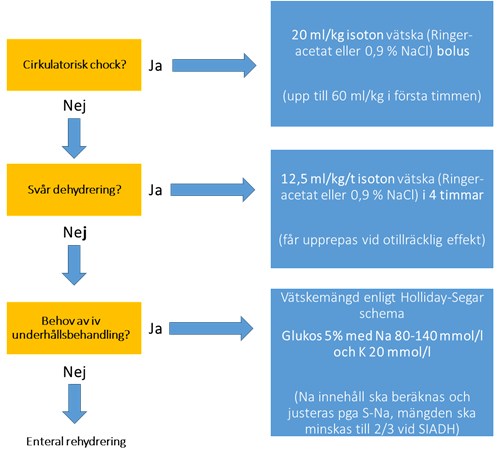 Cirkulatorisk chock?
Ja
20 ml/kg isoton vätska (Ringer-
acetat eller 0,9 % NaCl) bolus
(upp till 60 ml/kg i första timmen)
Nej
Svår dehydrering?
Ja
12,5 ml/kg/t isoton vätska (Ringer-
acetat eller 0,9 % NaCl) i 4 timmar
(får upprepas vid otillräcklig effekt)
Nej
Behov av iv
underhållsbehandling?
Ja
Vätskemängd enligt Holliday-Segar
schema
Glukos 5% med Na 80-140 mmol/l
och K 20 mmol/l
(Na innehåll ska beräknas och
justeras pga S-Na, mängden ska
minskas till 2/3 vid SIADH)
Nej
Enteral rehydrering